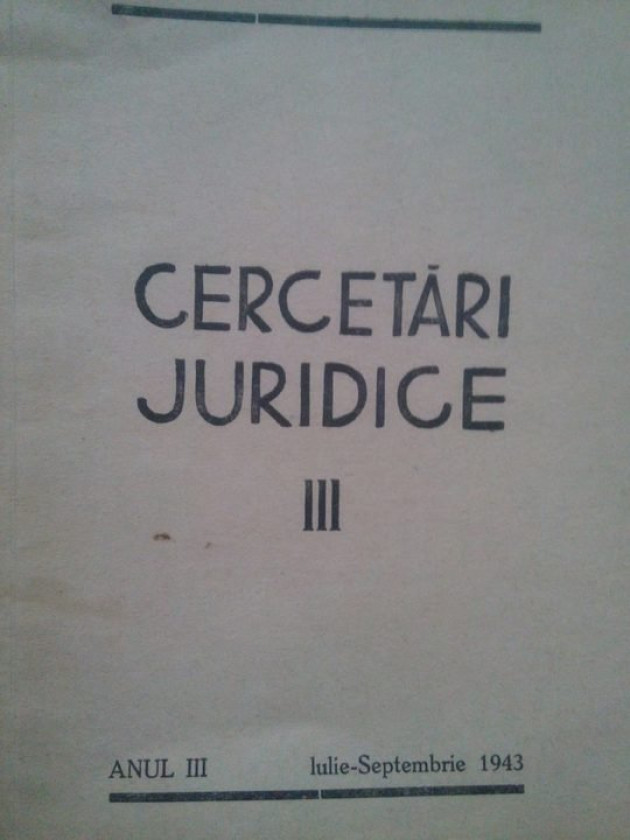 CERCETĂRI
JURIDICE
III
ANUL III Iulie-Septembrie 1943